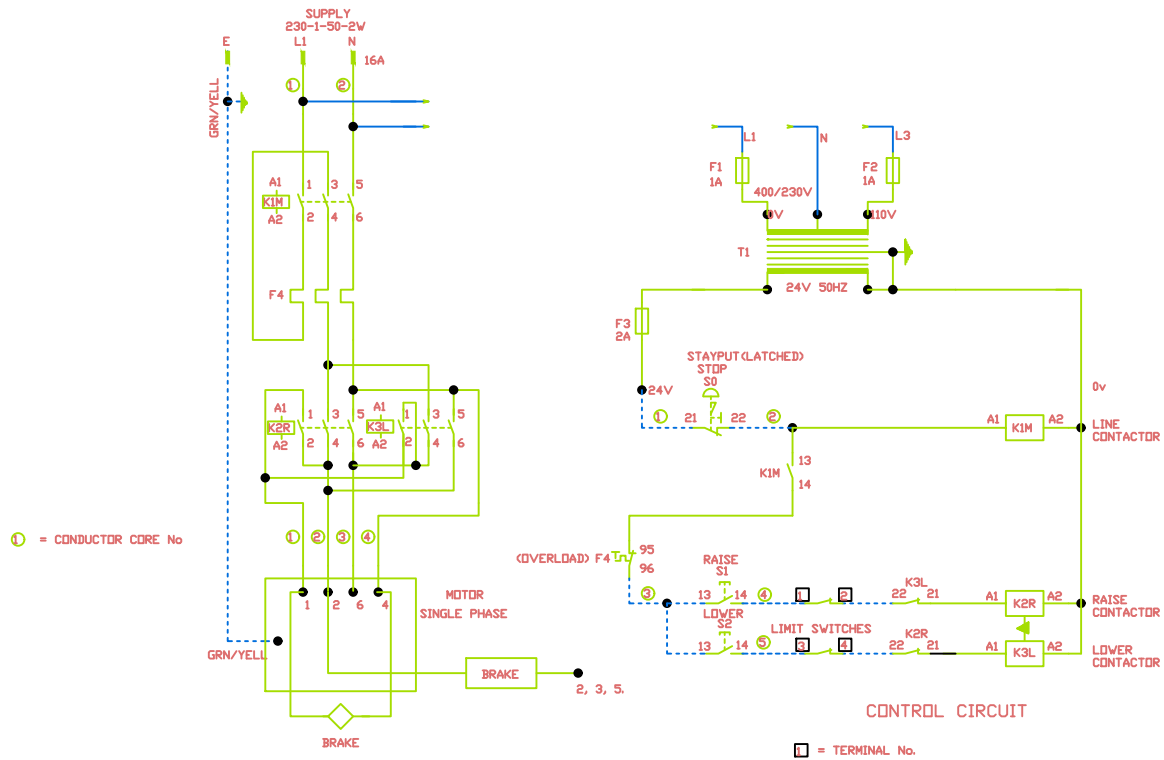 SUPPLY
230-1-50-2W
E L1 N
16A
GRN/YELL
1 2
A1 1 3 5
K1M
A2 2 4 6
F4
A1 1 3 5 A1 1 3 5
K2R K3L
A2 2 4 6 A2 2 4 6
1 2 3 4
1 = CONDUCTOR CORE No
MOTOR
SINGLE PHASE
1 2 6 4
GRN/YELL
BRAKE
2, 3, 5.
BRAKE
L1 N L3
F1
1A
F2
1A
400/230V
0V 110V
T1
24V 50HZ
F3
2A
STAYPUT(LATCHED)
STOP
S0
24V
0v
1 21 22 2
A1 K1M A2
LINE
CONTACTOR
K1M 13
14
(OVERLOAD) F4 95
96
RAISE
S1
3 13 14 4 1 2 22 K3L 21 A1 K2R A2
RAISE
CONTACTOR
LOWER
S2
LIMIT SWITCHES
13 14 5 3 4 22 K2R 21 A1 K3L A2
LOWER
CONTACTOR
CONTROL CIRCUIT
1 = TERMINAL No.